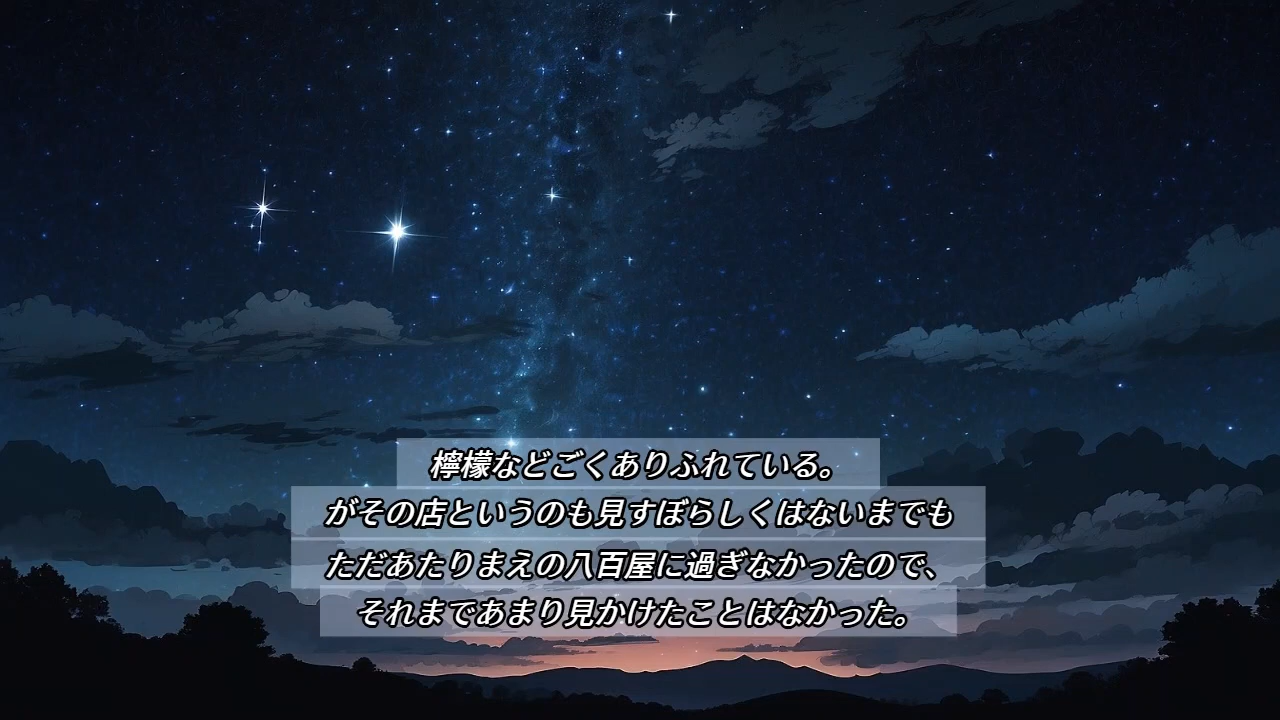 檸檬などごくありふれている。
がその店というのも見すぼらしくはないまでも
ただあたりまえの八百屋に過ぎなかったので、
それまであまり見かけたことはなかった。